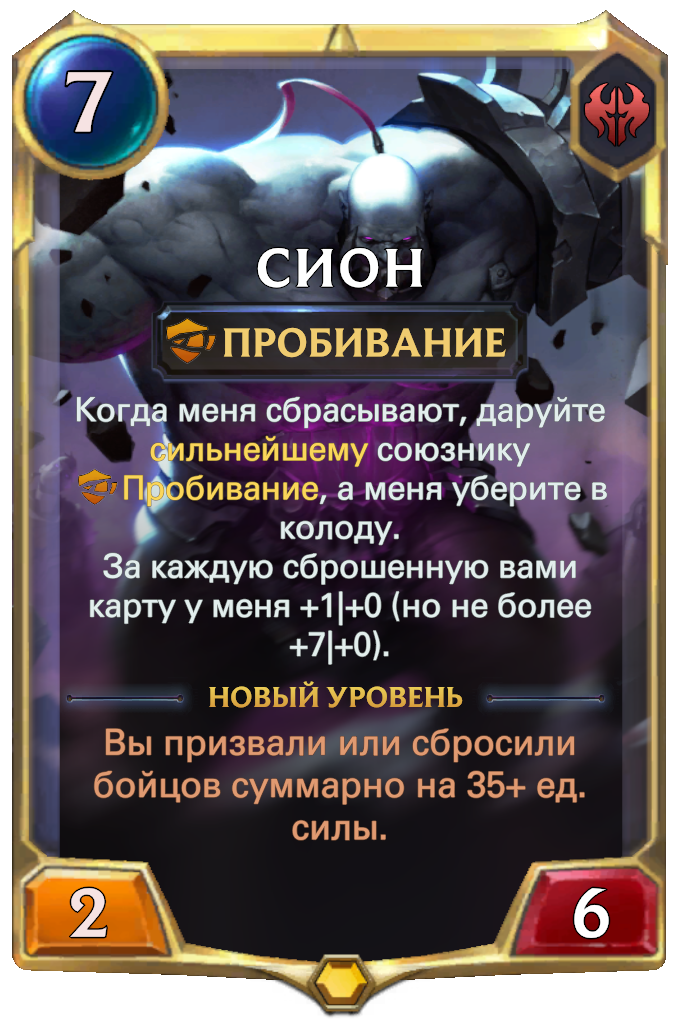 7
СИОН
ПРОБИВАНИЕ
Когда меня сбрасывают, даруйте
сильнейшему союзнику
Пробивание, а меня уберите в
колоду.
За каждую сброшенную вами
карту у меня +1|+0 (но не более
+7|+0).
НОВЫЙ УРОВЕНЬ
Вы призвали или сбросили
бойцов суммарно на 35+ ед.
силы.
2
6